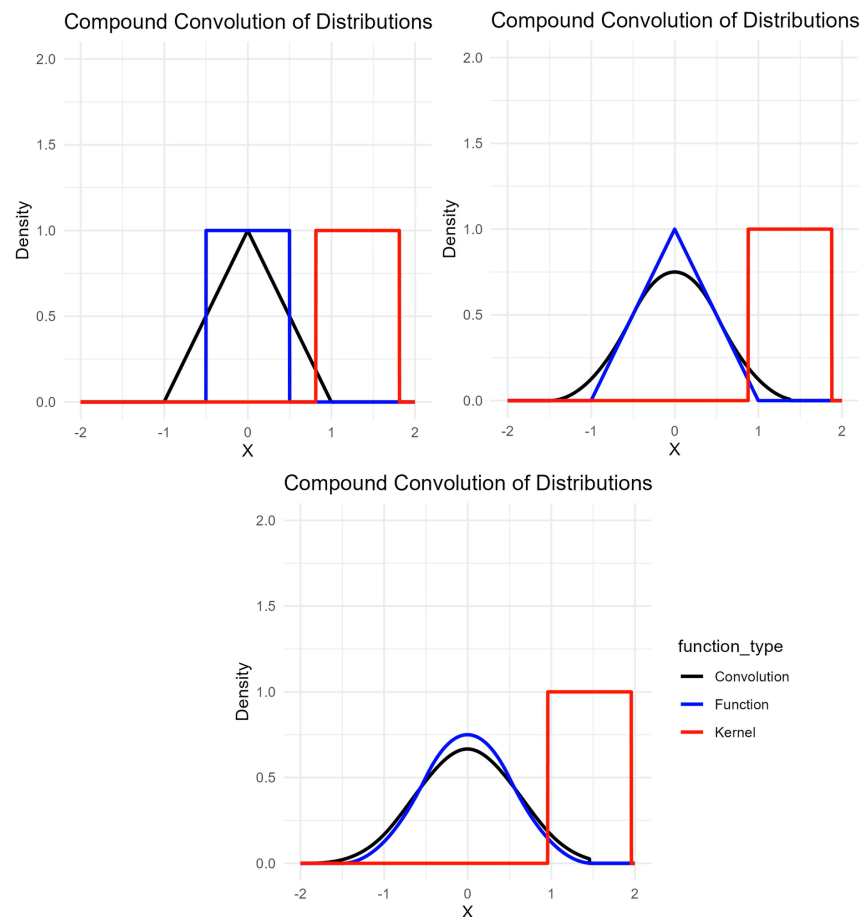 Compound Convolution of Distributions
2.0
1.5
1.0
0.5
0.0
Density
-2 -1 0 1 2
X
Compound Convolution of Distributions
2.0
1.5
1.0
0.5
0.0
Density
-2 -1 0 1 2
X
Compound Convolution of Distributions
2.0
1.5
1.0
0.5
0.0
Density
-2 -1 0 1 2
X
function_type
Convolution
Function
Kernel